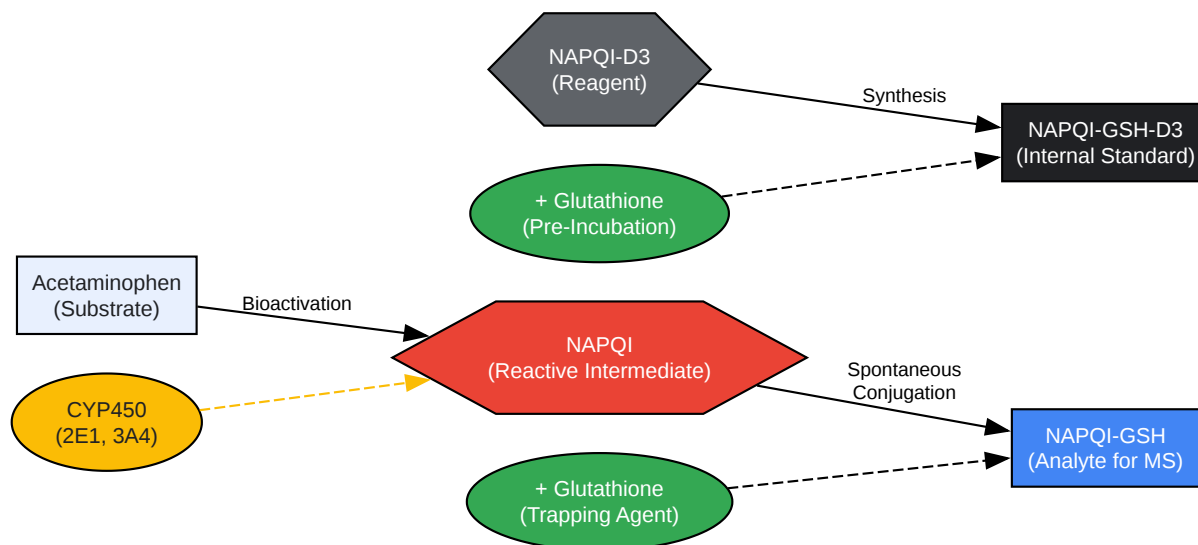 NAPQI-D3
(Reagent)
Synthesis
NAPQI-GSH-D3
(Internal Standard)
+ Glutathione
(Pre-Incubation)
Acetaminophen
(Substrate)
Bioactivation
NAPQI
(Reactive Intermediate)
Spontaneous
Conjugation
CYP450
(2E1, 3A4)
NAPQI-GSH
(Analyte for MS)
+ Glutathione
(Trapping Agent)